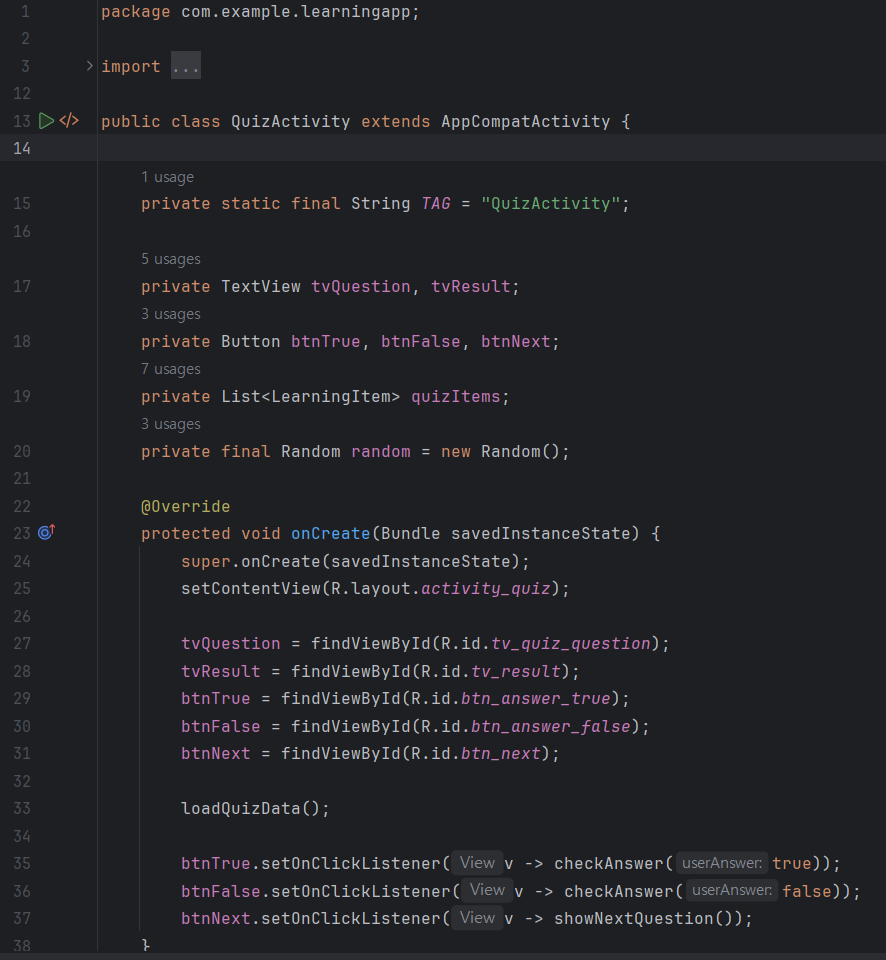 1 package com.example.learningapp;
2
3 import ...
12
13 public class QuizActivity extends AppCompatActivity {
14
1 usage
15 private static final String TAG = "QuizActivity";
16
5 usages
17 private TextView tvQuestion, tvResult;
3 usages
18 private Button btnTrue, btnFalse, btnNext;
7 usages
19 private List<LearningItem> quizItems;
3 usages
20 private final Random random = new Random();
21
22 @Override
23 protected void onCreate(Bundle savedInstanceState) {
24 super.onCreate(savedInstanceState);
25 setContentView(R.layout.activity_quiz);
26
27 tvQuestion = findViewById(R.id.tv_quiz_question);
28 tvResult = findViewById(R.id.tv_result);
29 btnTrue = findViewById(R.id.btn_answer_true);
30 btnFalse = findViewById(R.id.btn_answer_false);
31 btnNext = findViewById(R.id.btn_next);
32
33 loadQuizData();
34
35 btnTrue.setOnClickListener( View v -> checkAnswer( userAnswer: true));
36 btnFalse.setOnClickListener( View v -> checkAnswer( userAnswer: false));
37 btnNext.setOnClickListener( View v -> showNextQuestion());
38 }